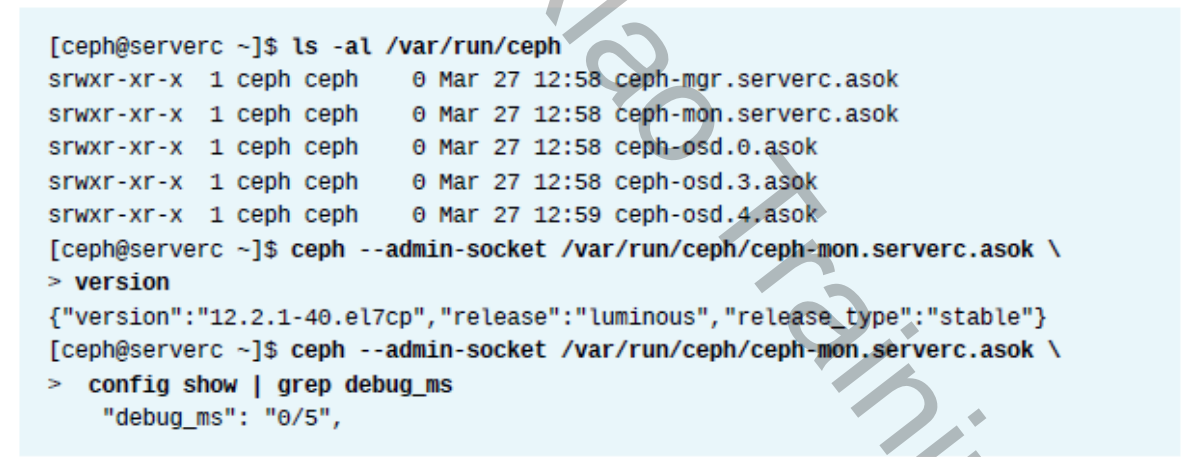 [ceph@serverc ~]$ ls -al /var/run/ceph
srwxr-xr-x  1 ceph ceph    0 Mar 27 12:58 ceph-mgr.serverc.asok
srwxr-xr-x  1 ceph ceph    0 Mar 27 12:58 ceph-mon.serverc.asok
srwxr-xr-x  1 ceph ceph    0 Mar 27 12:58 ceph-osd.0.asok
srwxr-xr-x  1 ceph ceph    0 Mar 27 12:58 ceph-osd.3.asok
srwxr-xr-x  1 ceph ceph    0 Mar 27 12:59 ceph-osd.4.asok
[ceph@serverc ~]$ ceph --admin-socket /var/run/ceph/ceph-mon.serverc.asok \
> version
{"version":"12.2.1-40.el7cp","release":"luminous","release_type":"stable"}
[ceph@serverc ~]$ ceph --admin-socket /var/run/ceph/ceph-mon.serverc.asok \
>  config show | grep debug_ms
    "debug_ms": "0/5",